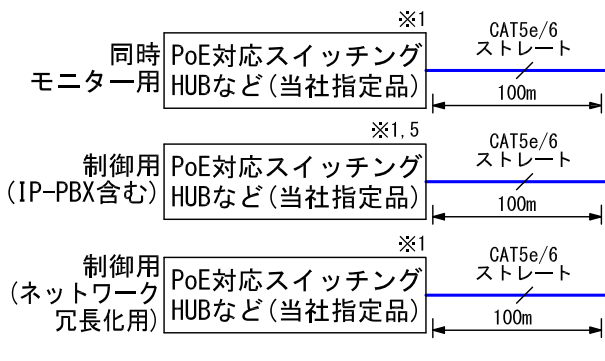 ※1
同時
モニター用
PoE対応スイッチング
HUBなど(当社指定品)
CAT5e/6
ストレート
100m
※1,5
制御用
(IP-PBX含む)
PoE対応スイッチング
HUBなど(当社指定品)
CAT5e/6
ストレート
100m
※1
制御用
(ネットワーク
冗長化用)
PoE対応スイッチング
HUBなど(当社指定品)
CAT5e/6
ストレート
100m